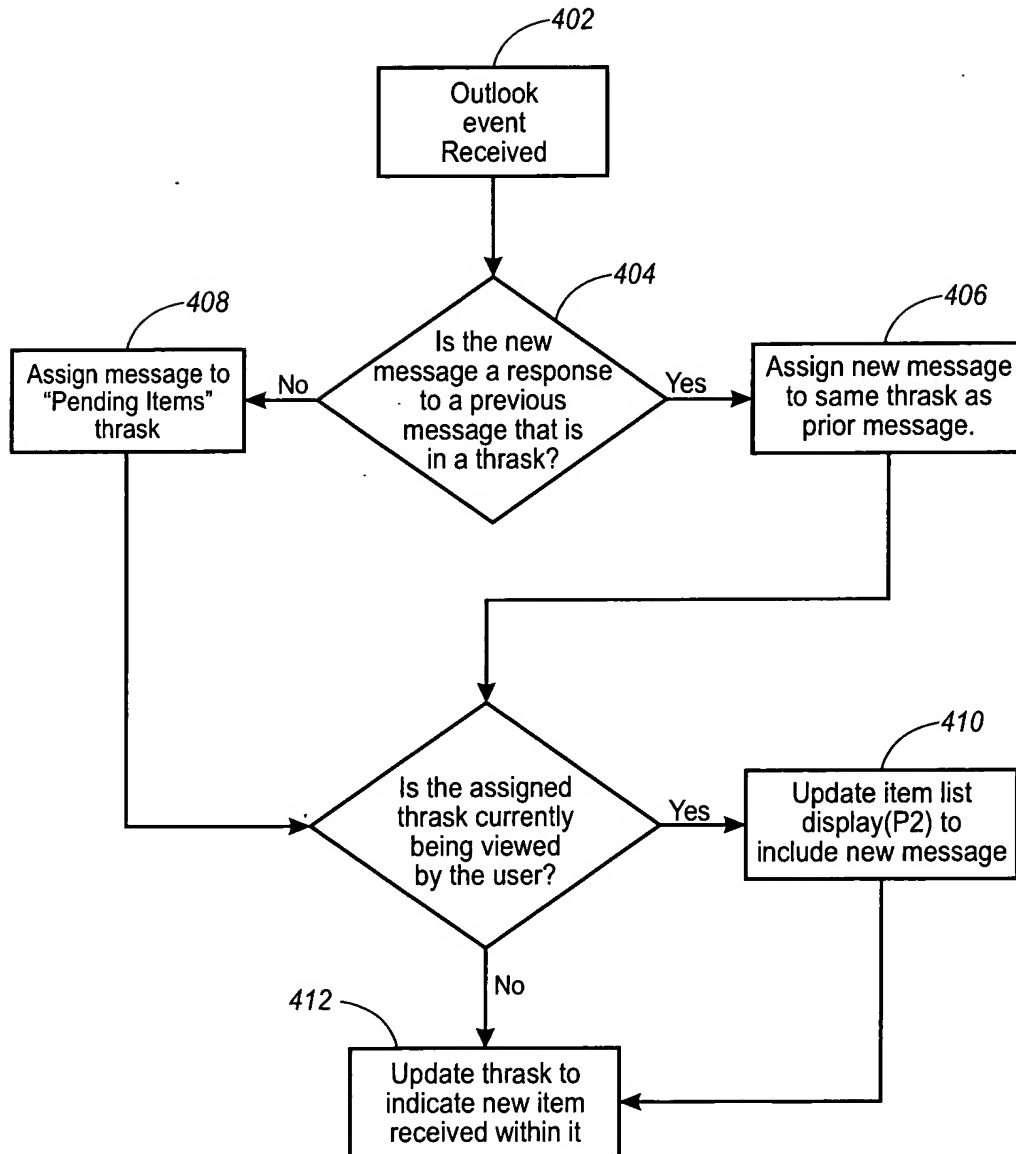 402
Outlook
event
Received
404
Is the new
message a response
to a previous
message that is
in a thrask?
No
Yes
408
Assign message to
“Pending Items”
thrask
406
Assign new message
to same thrask as
prior message.
Is the assigned
thrask currently
being viewed
by the user?
Yes
No
410
Update item list
display(P2) to
include new message
412
Update thrask to
indicate new item
received within it